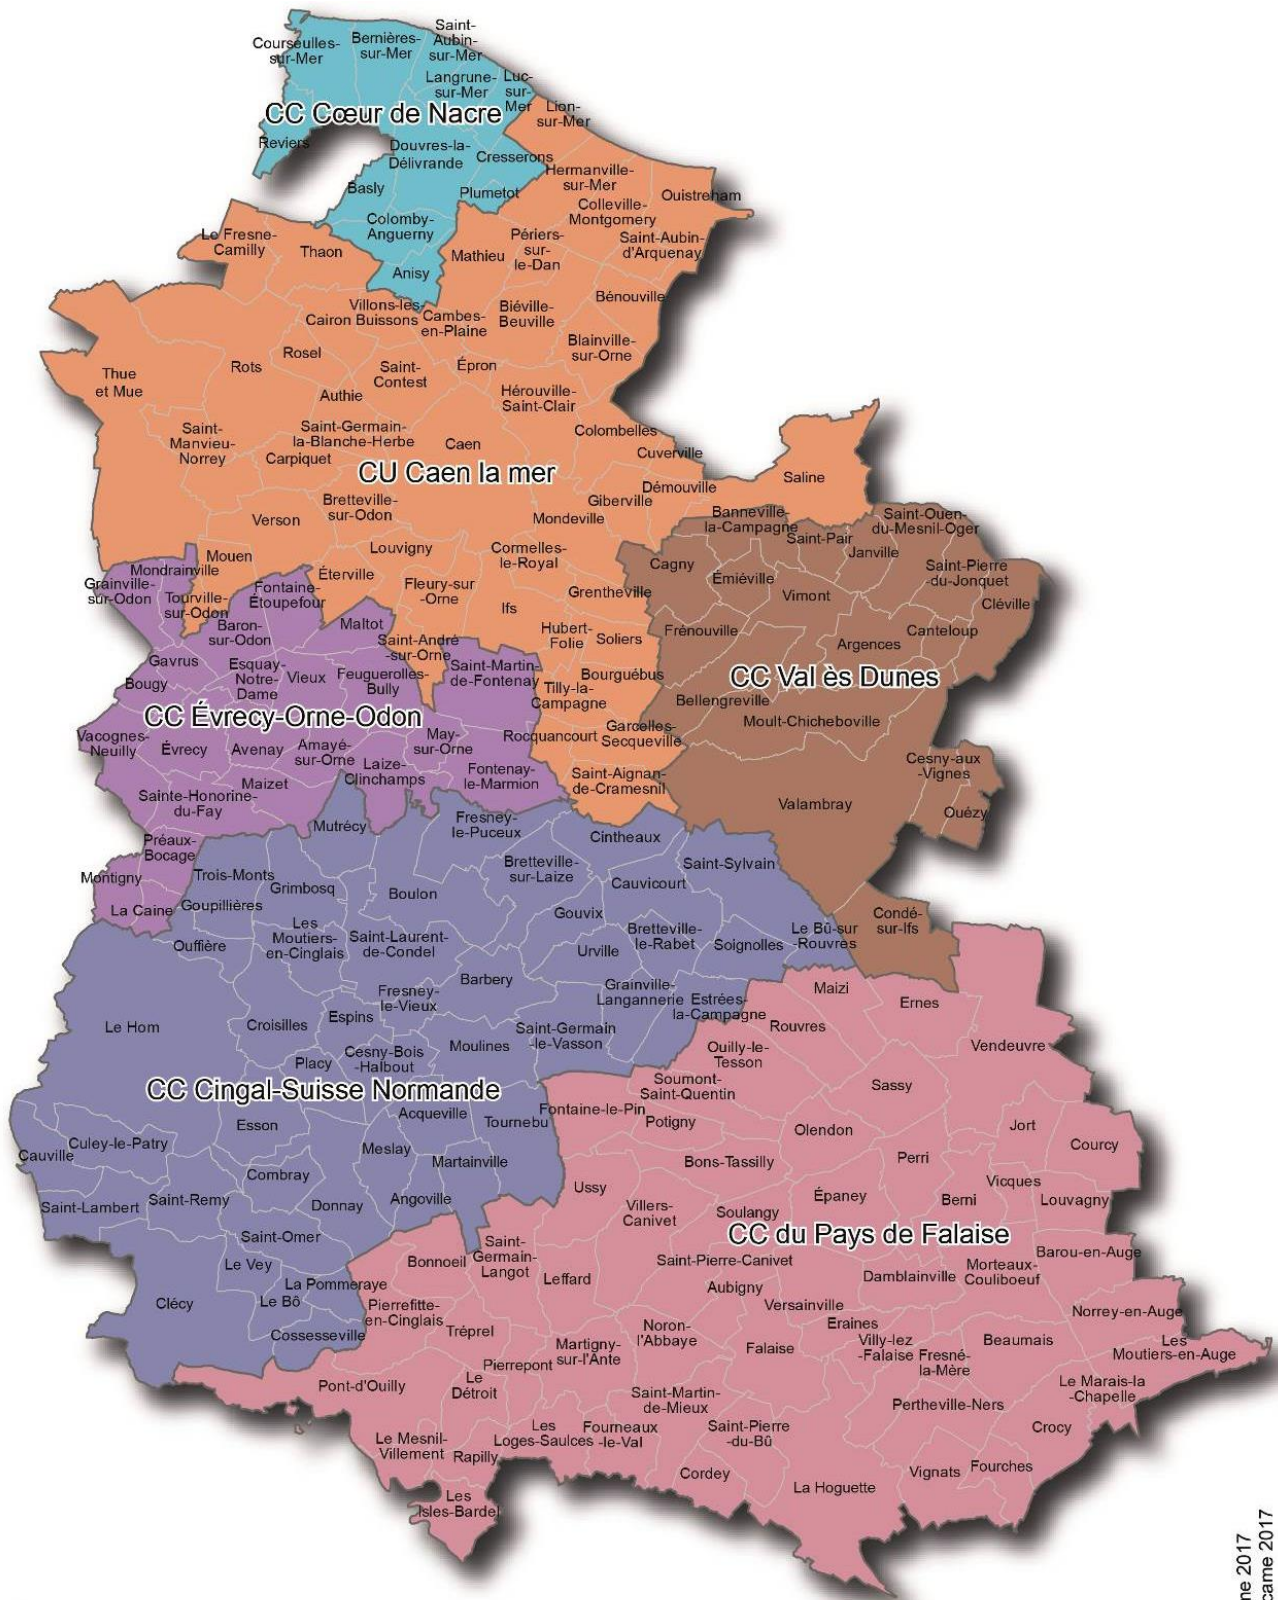 Courseulles-
sur-Mer
Bernières-
sur-Mer
Saint-
Aubin-
sur-Mer
Langrune-
sur-Mer
Luc-
sur-
Mer
Lion-
sur-Mer
CC Cœur de Nacre
Reviers
Douvres-la-
Délivrande
Cresserons
Hermanville-
sur-Mer
Basly
Plumetot
Ouistreham
Colleville-
Montgomery
Colomby-
Anguerny
Le Fresne-
Camilly
Thaon
Mathieu
Périers-
sur-
le-Dan
Saint-Aubin-
d'Arquenay
Anisy
Bénouville
Villons-les-
Cairon Buissons
Cambes-
en-Plaine
Biéville-
Beuville
Blainville-
sur-Orne
Rosel
Rots
Saint-
Contest
Épron
Thue
et Mue
Authie
Hérouville-
Saint-Clair
Saint-
Manvieu-
Norrey
Saint-Germain-
la-Blanche-Herbe
Carpiquet
Caen
Colombelles
Cuverville
CU Caen la mer
Saline
Démouville
Bretteville-
sur-Odon
Giberville
Verson
Mondeville
Banneville-
la-Campagne
Saint-Ouen-
du-Mesnil-Oger
Saint-Pair
Janville
Mouen
Louvigny
Cormelles-
le-Royal
Cagny
Saint-Pierre
du-Jonquet
Mondrainville
Grainville-
sur-Odon
Tourville-
sur-Odon
Fontaine-
Étoupefour
Éterville
Fleury-sur
-Orne
Grentheville
Émiéville
Vimont
Cléville
Ifs
Baron-
sur-Odon
Maltot
Saint-André
-sur-Orne
Hubert-
Folie
Soliers
Frénouville
Argences
Canteloup
Gavrus
Bougy
Esquay-
Notre-
Dame
Vieux
Feuguerolles-
Bully
Saint-Martin-
de-Fontenay
Bourguébus
CC Val ès Dunes
Tilly-la-
Campagne
Bellengreville
Moult-Chicheboville
CC Évrecy-Orne-Odon
Vacognes-
Neuilly
Évrecy
Avenay
Amayé-
sur-Orne
May-
sur-Orne
Rocquancourt
Garcelles-
Secqueville
Laize-
Clinchamps
Fontenay-
le-Marmion
Saint-Aignan-
de-Cramesnil
Cesny-aux
-Vignes
Maizet
Sainte-Honorine-
du-Fay
Valambray
Ouézy
Mutrécy
Fresney-
le-Puceux
Cintheaux
Préaux-
Bocage
Montigny
Trois-Monts
Grimbosq
Boulon
Bretteville-
sur-Laize
Cauvicourt
Saint-Sylvain
La Caine
Goupillières
Gouvix
Condé-
sur-Ifs
Ouffière
Les
Moutiers-
en-Cinglais
Saint-Laurent-
de-Condel
Urville
Bretteville-
le-Rabet
Soignolles
Le Bû-sur
-Rouvres
Barbery
Fresney-
le-Vieux
Grainville-
Langannerie
Estrées-
la-Campagne
Maizi
Ernes
Le Hom
Croisilles
Espins
Saint-Germain
-le-Vasson
Rouvres
Placy
Cesny-Bois
-Halbout
Moulines
Ouilly-le-
Tesson
Vendeuvre
CC Cingal-Suisse Normande
Soumont-
Saint-Quentin
Sassy
Acqueville
Tournebu
Fontaine-le-Pin
Potigny
Esson
Olendon
Jort
Courcy
Culey-le-Patry
Cauville
Meslay
Martainville
Bons-Tassilly
Perri
Combray
Ussy
Vicques
Saint-Lambert
Saint-Remy
Donnay
Angoville
Villers-
Canivet
Soulangy
Épaney
Berni
Louvagny
CC du Pays de Falaise
Saint-Omer
Le Vey
Bonnoeil
Saint-
Germain-
Langot
Leffard
Saint-Pierre-Canivet
Aubigny
Damblainville
Morteaux-
Couliboeuf
Barou-en-Auge
La Pommeraye
Clécy
Le Bô
Pierrefitte-
en-Cinglais
Versainville
Norrey-en-Auge
Cossesseville
Tréprel
Noron-
l'Abbaye
Eraines
Falaise
Villy-lez
-Falaise
Beaumais
Les
Moutiers-en-Auge
Martigny-
sur-l'Ante
Pierrepont
Fresné-
la-Mère
Pont-d'Ouilly
Le
Détroit
Saint-Martin-
de-Mieux
Le Marais-la
-Chapelle
Pertheville-Ners
Le Mesnil-
Villement
Rapilly
Les
Loges-Saulces
Fourneaux
-le-Val
Saint-Pierre
-du-Bû
Crocy
Cordey
La Hoguette
Vignats
Fourches
Les
Isles-Bardel
ne 2017
came 2017